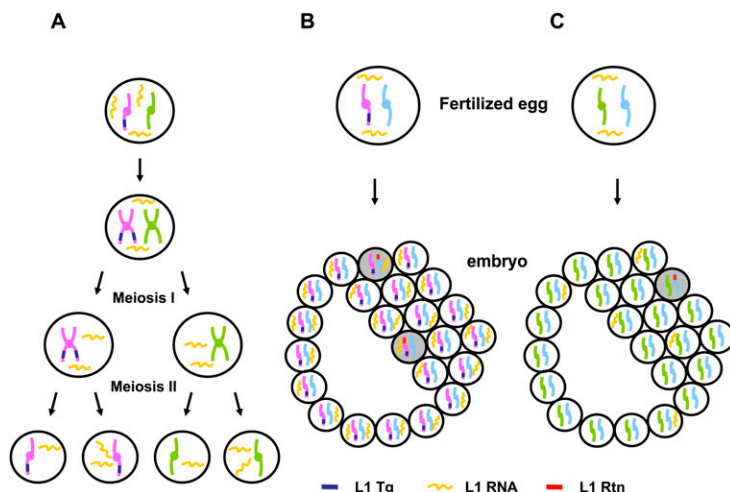 A
B
C
Fertilized egg
embryo
Meiosis I
Meiosis II
L1 Tg
L1 RNA
L1 Rtn